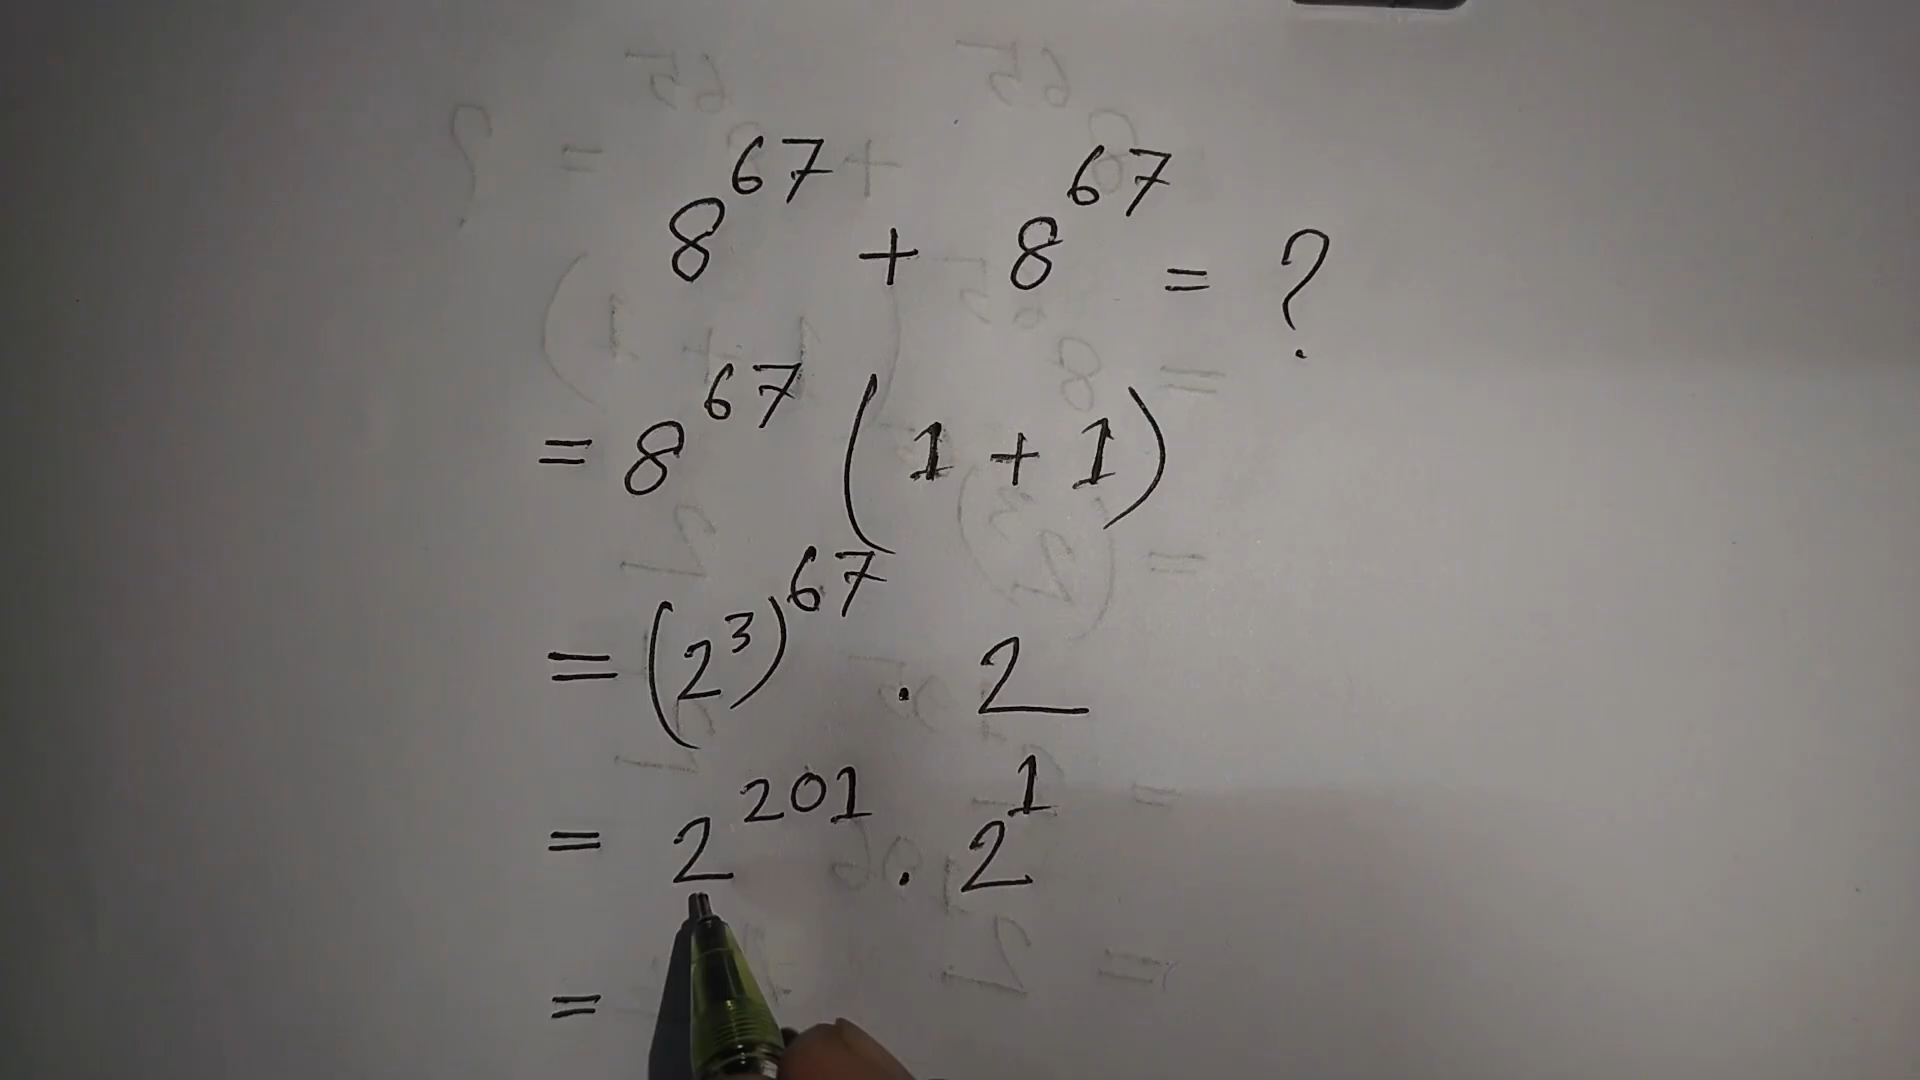 8^67 + 8^67 = ?
= 8^67 (1 + 1)
= (2^3)^67 . 2
= 2^201 . 2^1
=